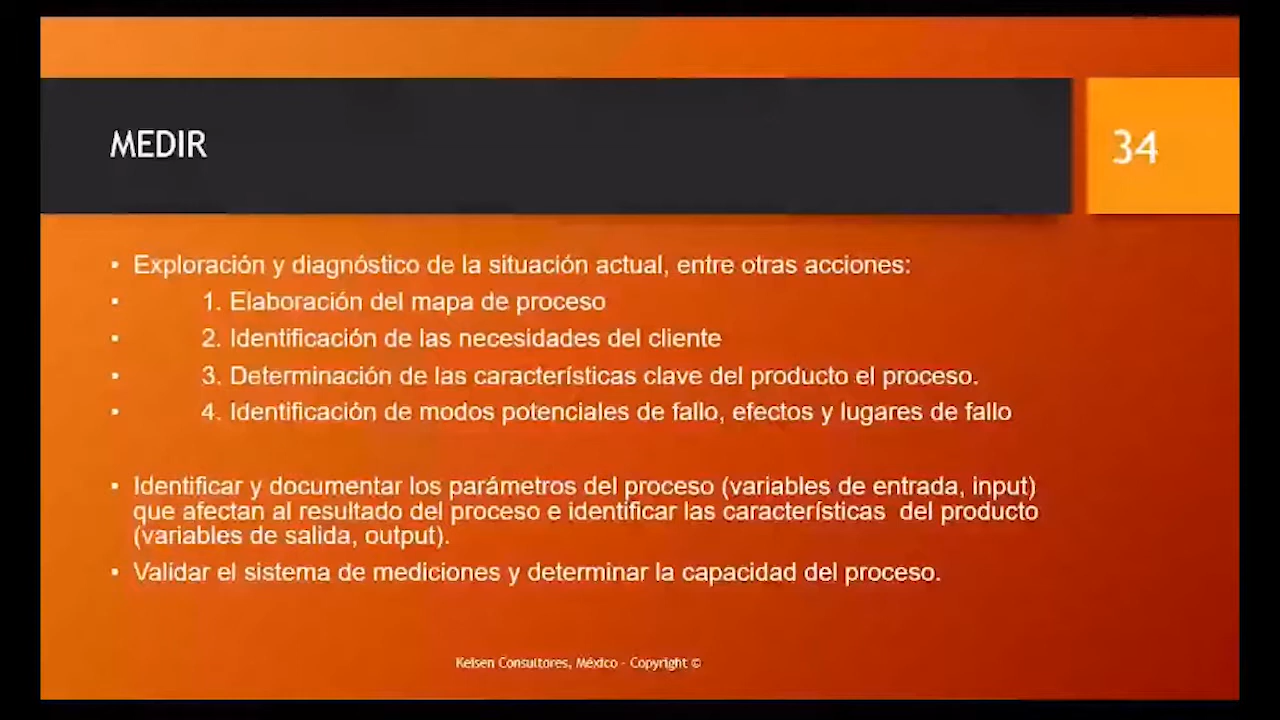 MEDIR
34
• Exploración y diagnóstico de la situación actual, entre otras acciones:
• 1. Elaboración del mapa de proceso
• 2. Identificación de las necesidades del cliente
• 3. Determinación de las características clave del producto el proceso.
• 4. Identificación de modos potenciales de fallo, efectos y lugares de fallo
• Identificar y documentar los parámetros del proceso (variables de entrada, input)
que afectan al resultado del proceso e identificar las características del producto
(variables de salida, output).
• Validar el sistema de mediciones y determinar la capacidad del proceso.
Kelsen Consultores, México - Copyright ©